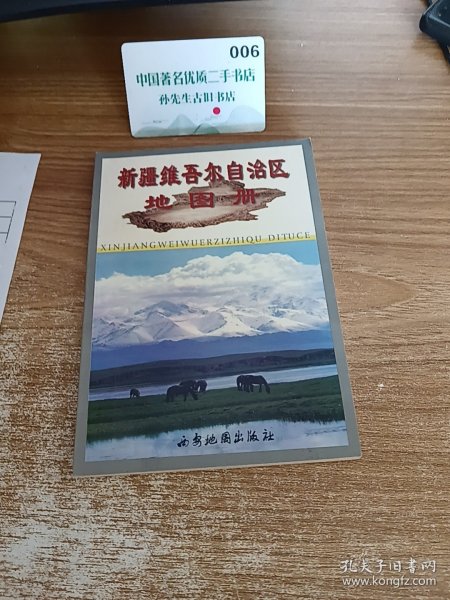 006
中国著名优质二手书店
孙先生古旧书店
新疆维吾尔自治区
地图册
XINJIANGWEIWUERZIZHIQU DITUCE
西安地图出版社
孔夫子旧书网
www.kongfz.com